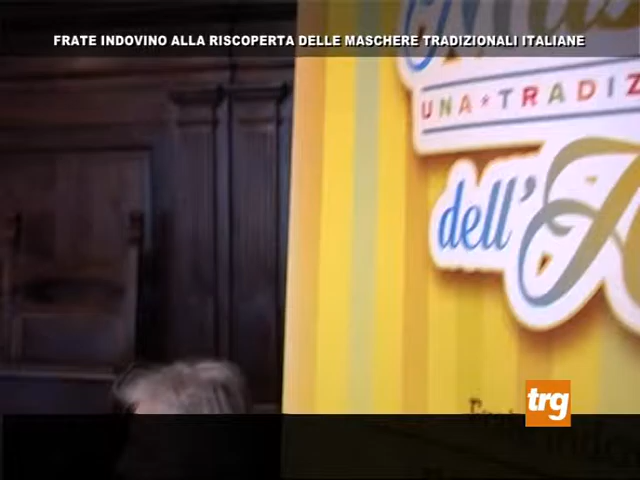 FRATE INDOVINO ALLA RISCOPERTA DELLE MASCHERE TRADIZIONALI ITALIANE
UNA★TRADIZ
dell'
trg